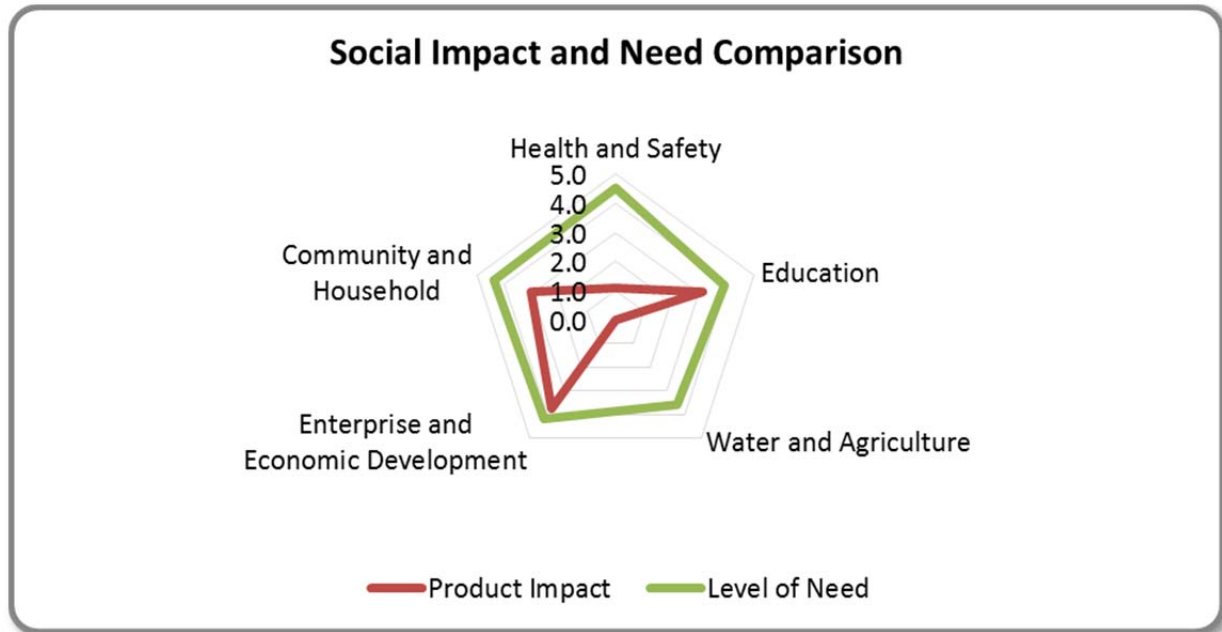 Social Impact and Need Comparison
Health and Safety
5.0
4.0
3.0
2.0
1.0
0.0
Community and
Household
Education
Enterprise and
Economic Development
Water and Agriculture
Product Impact
Level of Need